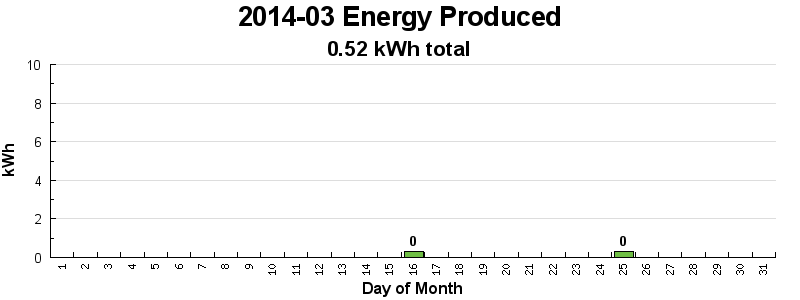 2014-03 Energy Produced
0.52 kWh total
kWh
10
8
6
4
2
0
0 0
1 2 3 4 5 6 7 8 9 10 11 12 13 14 15 16 17 18 19 20 21 22 23 24 25 26 27 28 29 30 31
Day of Month